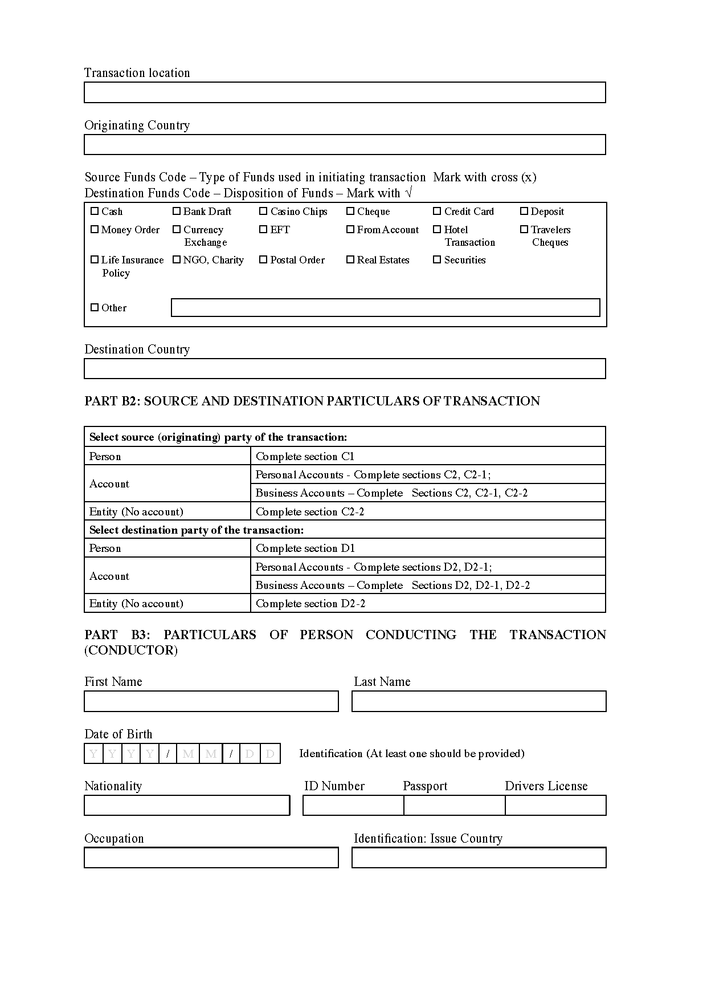 Transaction location
Originating Country
Source Funds Code – Type of Funds used in initiating transaction  Mark with cross (x)
Destination Funds Code – Disposition of Funds – Mark with √
☐ Cash ☐ Bank Draft ☐ Casino Chips ☐ Cheque ☐ Credit Card ☐ Deposit
☐ Money Order ☐ Currency Exchange ☐ EFT ☐ From Account ☐ Hotel Transaction ☐ Travelers Cheques
☐ Life Insurance Policy ☐ NGO, Charity ☐ Postal Order ☐ Real Estates ☐ Securities
☐ Other
Destination Country
PART B2: SOURCE AND DESTINATION PARTICULARS OF TRANSACTION
Select source (originating) party of the transaction:
Person Complete section C1
Account Personal Accounts - Complete sections C2, C2-1;
Business Accounts – Complete   Sections C2, C2-1, C2-2
Entity (No account) Complete section C2-2
Select destination party of the transaction:
Person Complete section D1
Account Personal Accounts - Complete sections D2, D2-1;
Business Accounts – Complete   Sections D2, D2-1, D2-2
Entity (No account) Complete section D2-2
PART B3: PARTICULARS OF PERSON CONDUCTING THE TRANSACTION
(CONDUCTOR)
First Name Last Name
Date of Birth
Y Y Y Y / M M / D D Identification (At least one should be provided)
Nationality ID Number Passport Drivers License
Occupation Identification: Issue Country